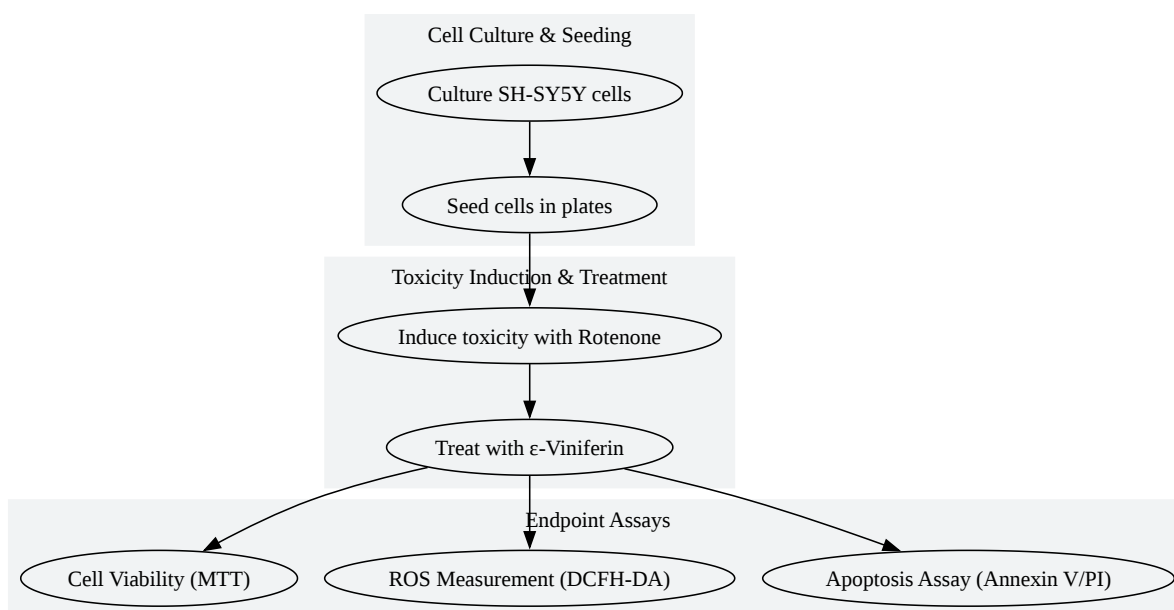 Cell Culture & Seeding
Culture SH-SY5Y cells
Seed cells in plates
Toxicity Induction & Treatment
Induce toxicity with Rotenone
Treat with ε-Viniferin
Endpoint Assays
Cell Viability (MTT)
ROS Measurement (DCFH-DA)
Apoptosis Assay (Annexin V/PI)